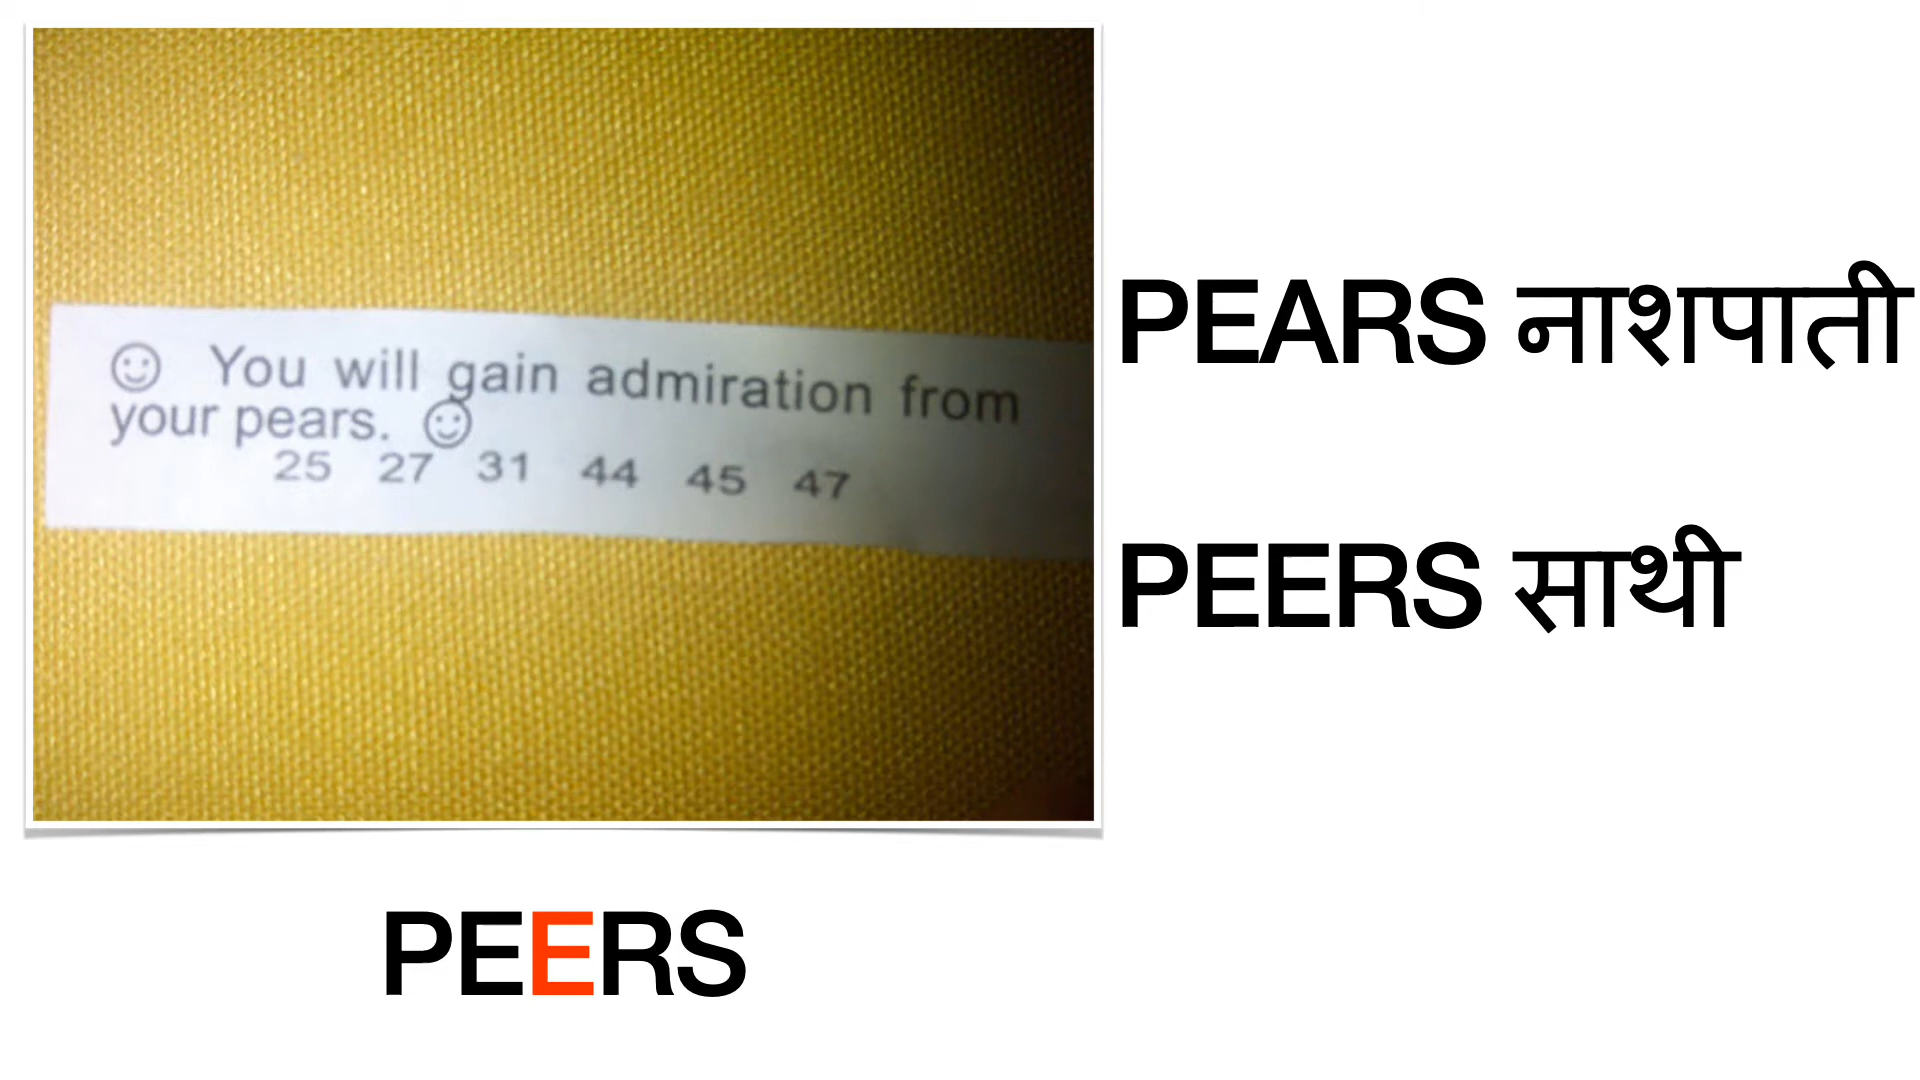 ☺ You will gain admiration from
your pears. ☺
25 27 31 44 45 47
PEARS नाशपाती
PEERS साथी
PEERS